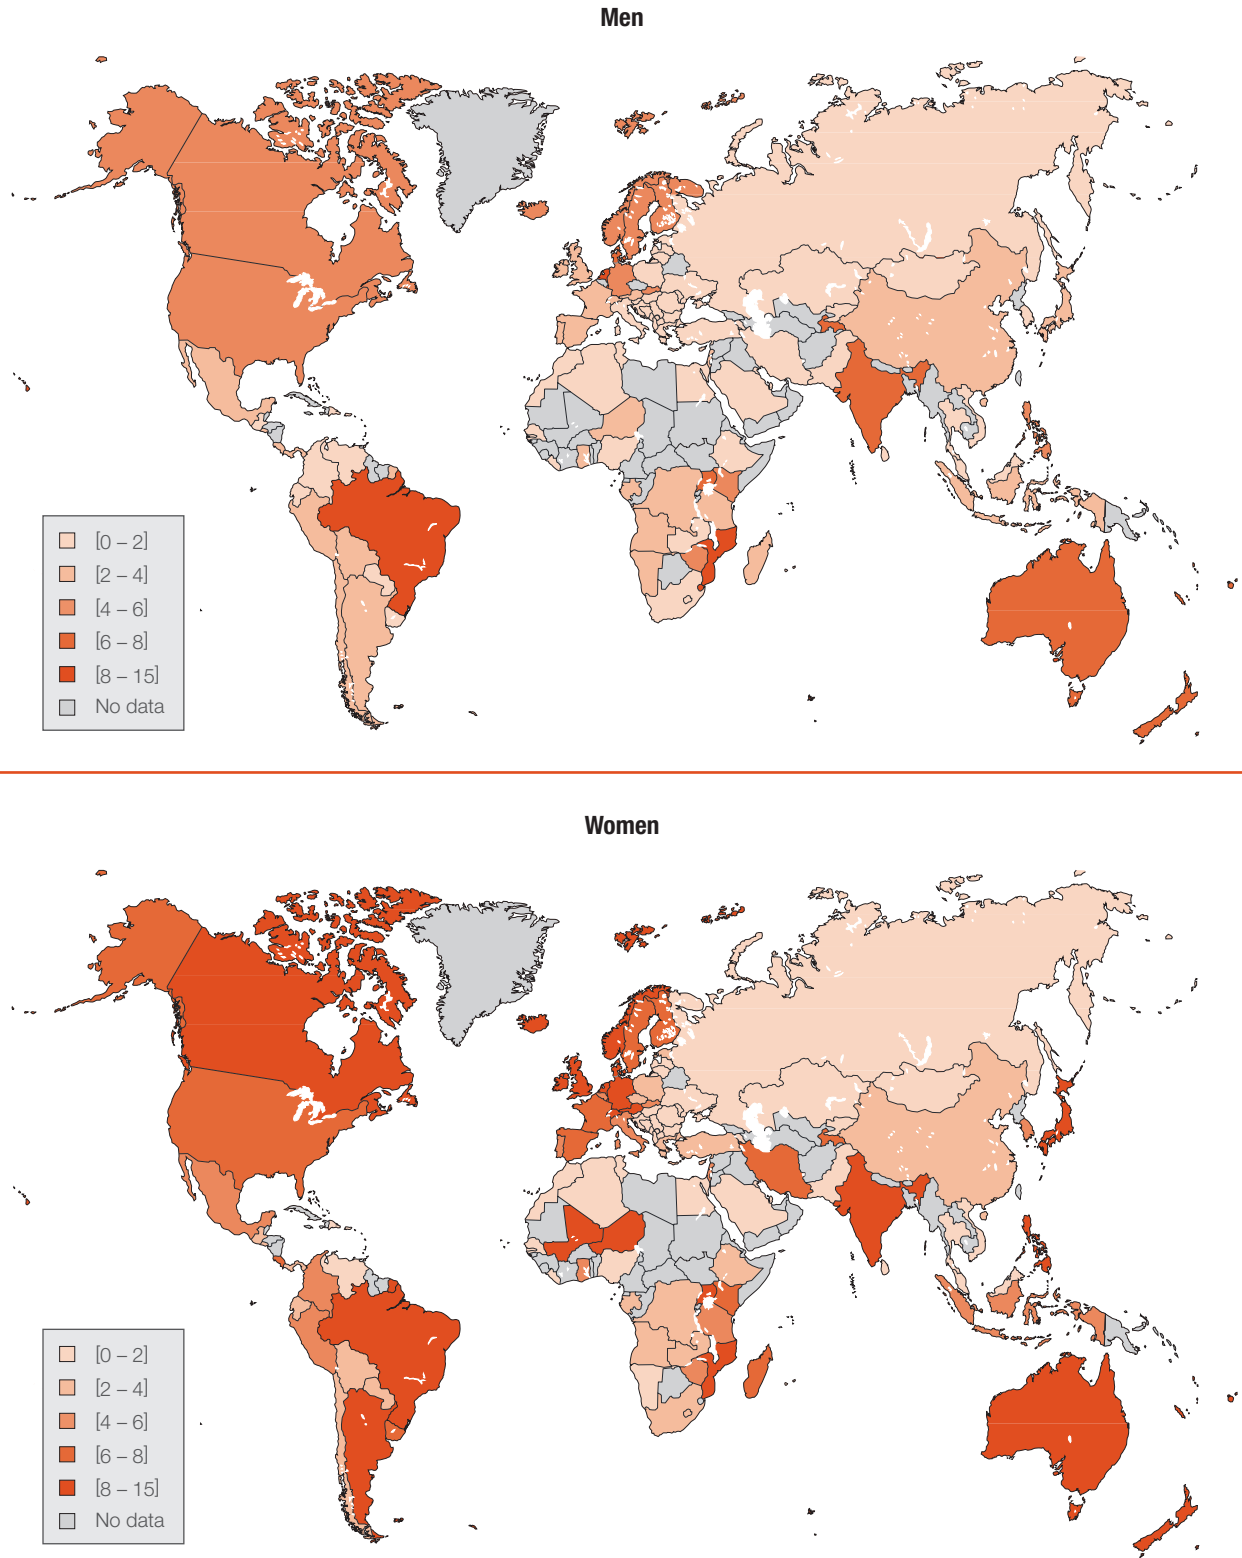 Men
[0 – 2]
[2 – 4]
[4 – 6]
[6 – 8]
[8 – 15]
No data
Women
[0 – 2]
[2 – 4]
[4 – 6]
[6 – 8]
[8 – 15]
No data